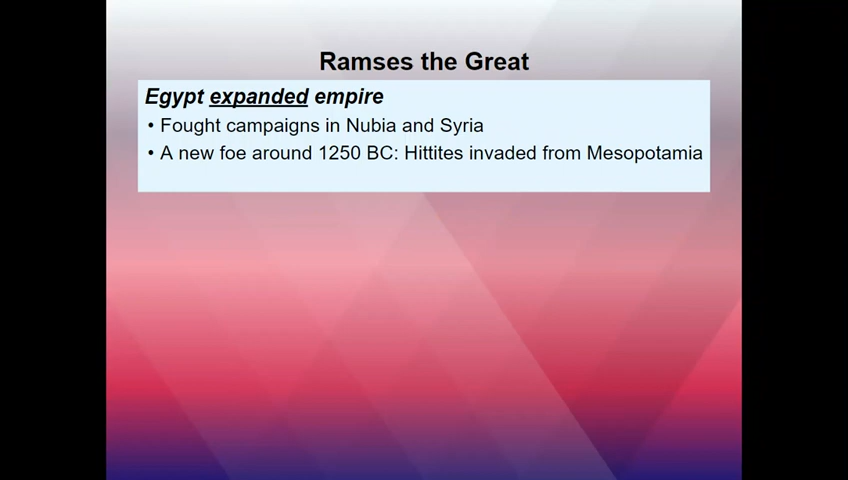 Ramses the Great
Egypt expanded empire
• Fought campaigns in Nubia and Syria
• A new foe around 1250 BC: Hittites invaded from Mesopotamia